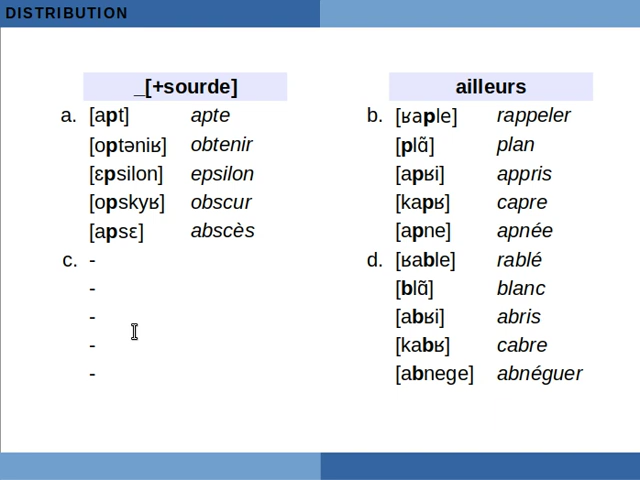 DISTRIBUTION
_[+sourde] ailleurs
a. [apt] apte b. [ʁaple] rappeler
[optəniʁ] obtenir [plɑ̃] plan
[ɛpsilon] epsilon [apʁi] appris
[opskyʁ] obscur [kapʁ] capre
[apsɛ] abscès [apne] apnée
c. - d. [ʁable] rablé
- [blɑ̃] blanc
- [abʁi] abris
- [kabʁ] cabre
- [abnege] abnéguer